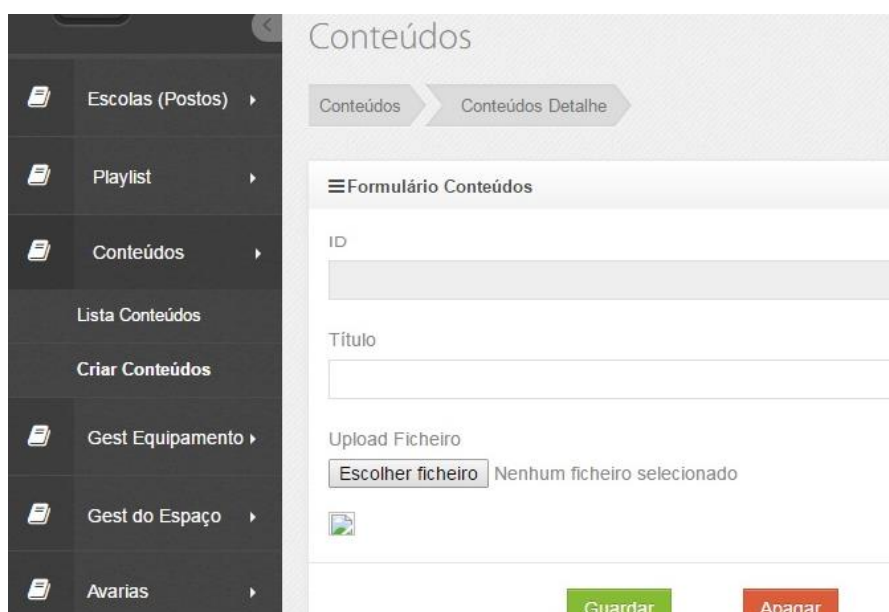 Conteúdos
Escolas (Postos)
Conteúdos
Conteúdos Detalhe
Playlist
Formulário Conteúdos
Conteúdos
ID
Lista Conteúdos
Título
Criar Conteúdos
Gest Equipamento
Upload Ficheiro
Escolher ficheiro Nenhum ficheiro selecionado
Gest do Espaço
Avarias
Guardar
Apagar